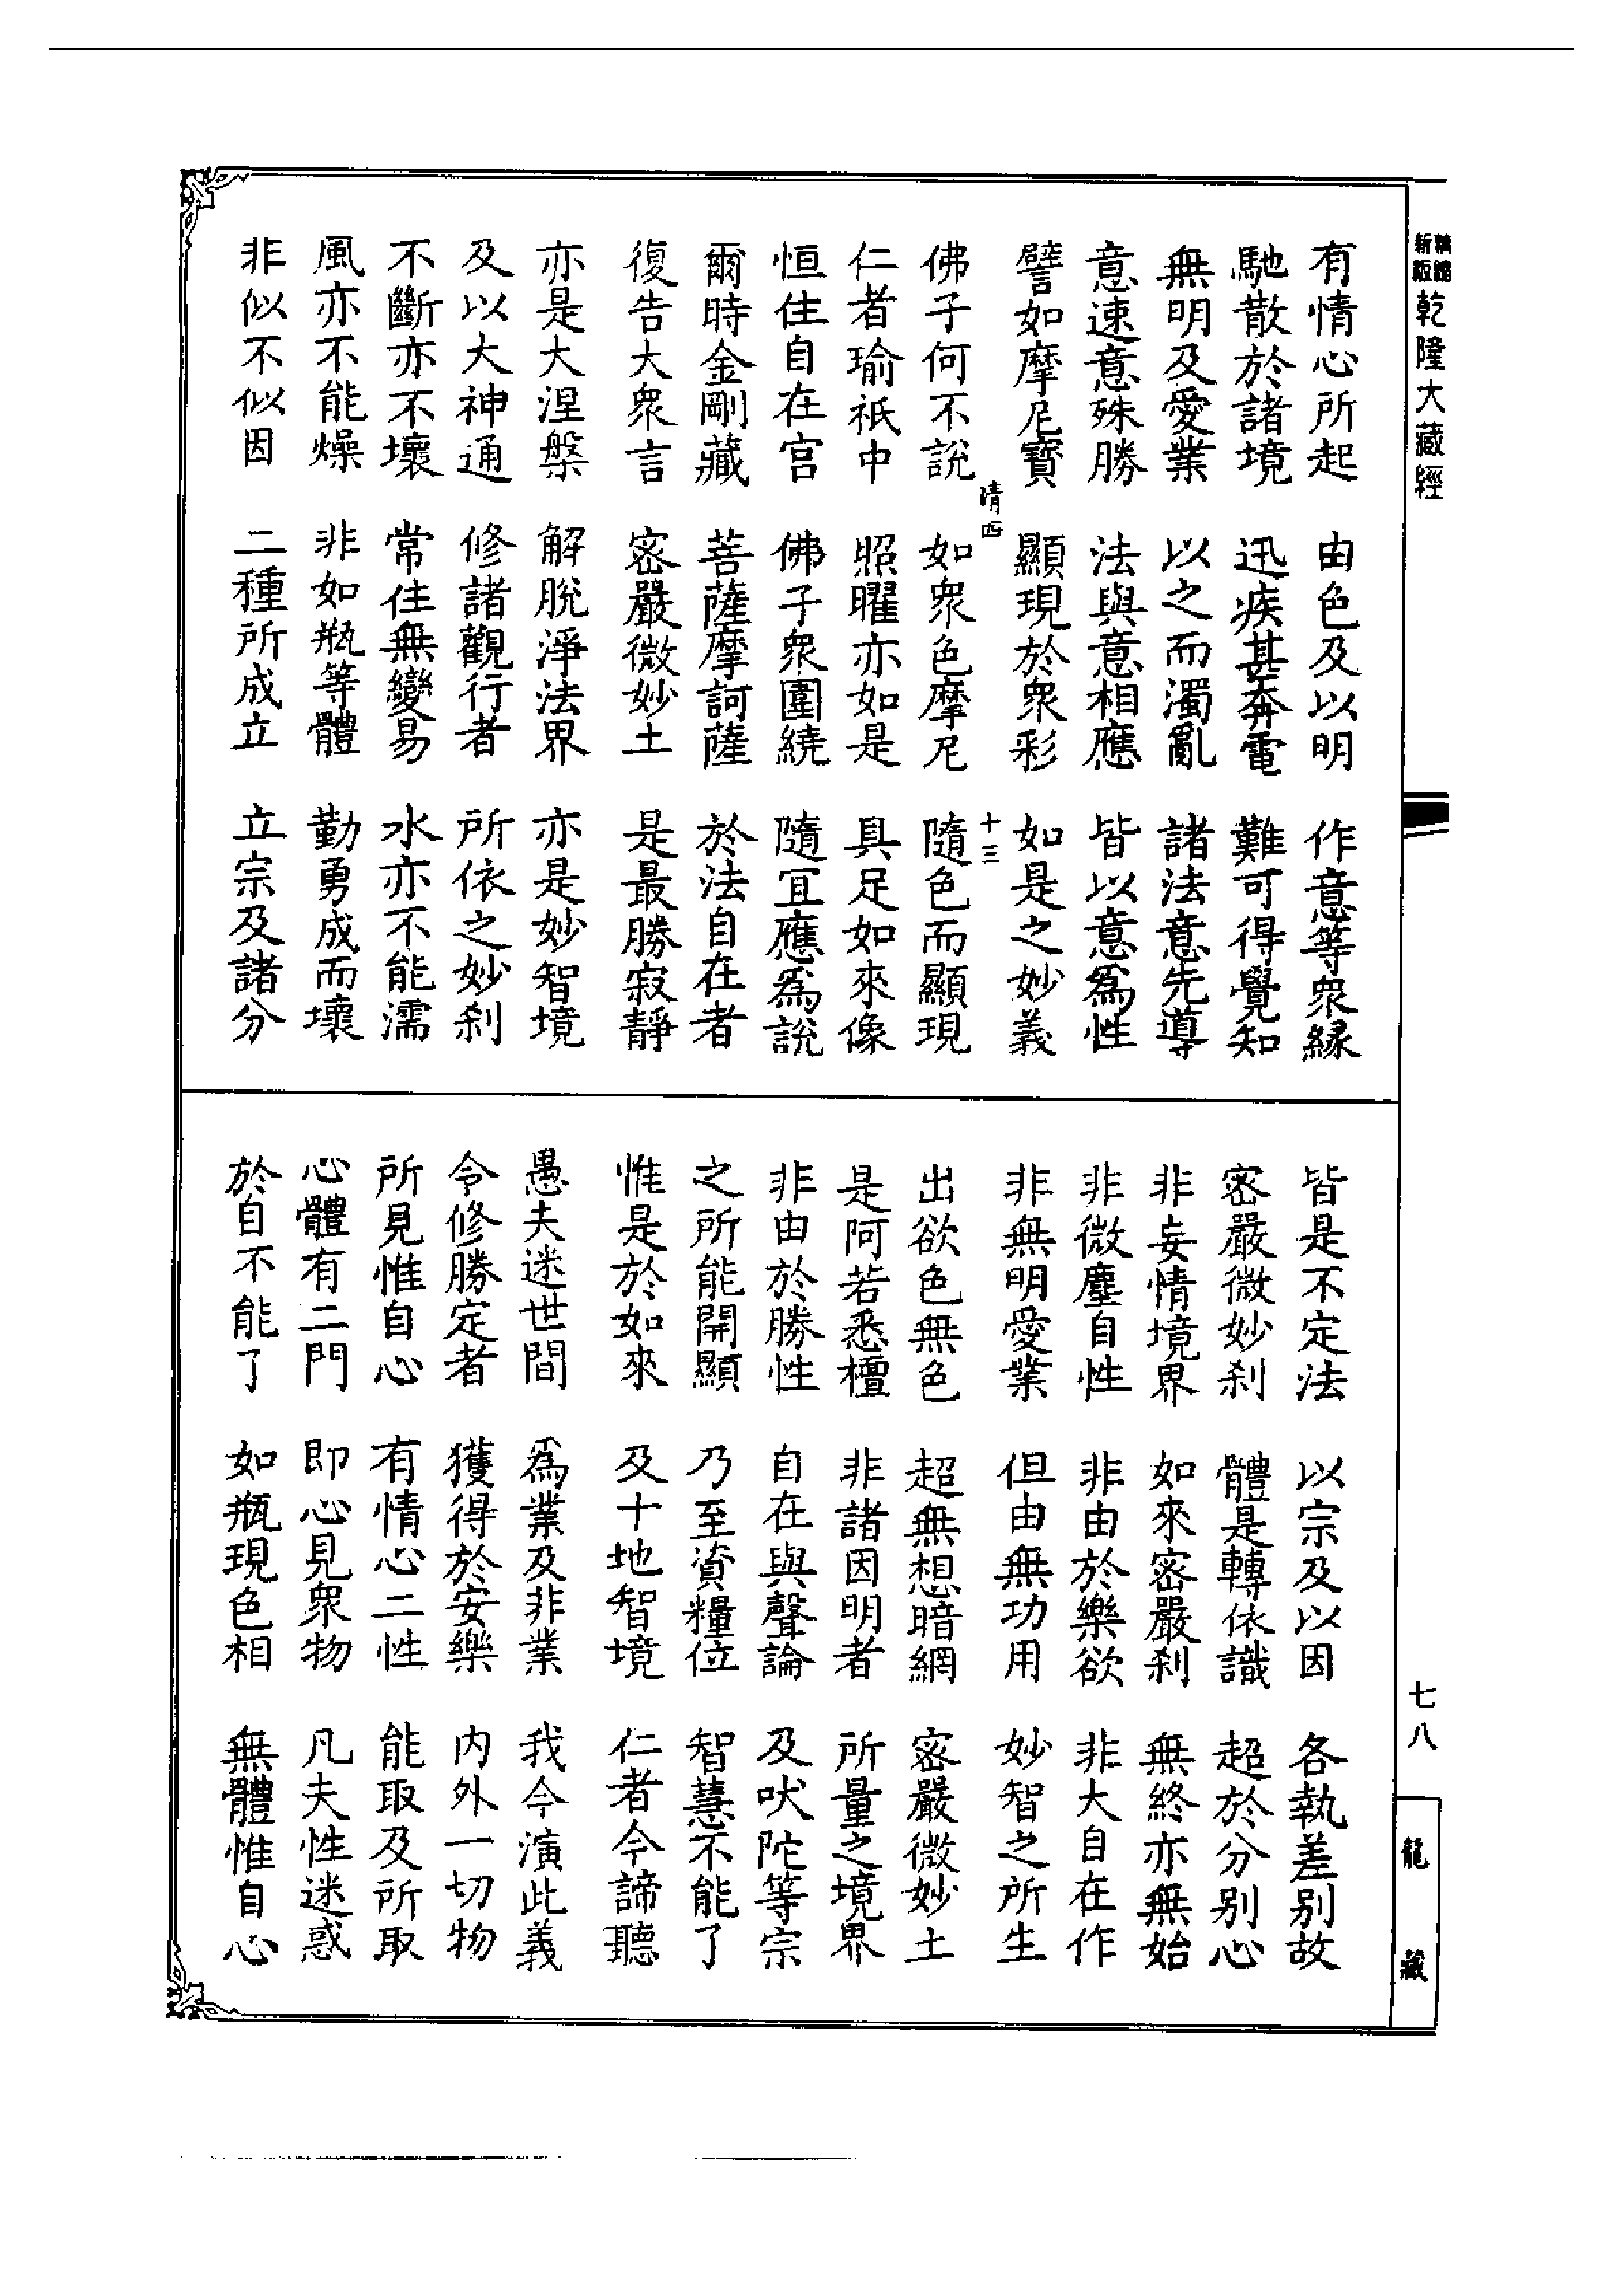 新編縮版乾隆大藏經
有情心所起 由色及以明 作意等衆緣
馳散於諸境 迅疾甚奔電 難可得覺知
無明及愛業 以之而濁亂 諸法意先導
意速意殊勝 法與意相應 皆以意爲性
譬如摩尼寶 顯現於衆彩 如是之妙義
清四 十三
佛子何不說 如衆色摩尼 隨色而顯現
仁者瑜祇中 照曜亦如是 具足如來像
恒住自在宫 佛子衆圍繞 隨冝應爲說
爾時金剛藏 菩薩摩訶薩 於法自在者
復告大衆言 密嚴微妙土 是最勝寂靜
亦是大涅槃 解脫淨法界 亦是妙智境
及以大神通 修諸觀行者 所依之妙刹
不斷亦不壞 常住無變易 水亦不能濡
風亦不能燥 非如瓶等體 勤勇成而壞
非似不似因 二種所成立 立宗及諸分
皆是不定法 以宗及以因 各執差别故
密嚴微妙刹 體是轉依識 超於分别心
非妄情境界 如來密嚴刹 無終亦無始
非微塵自性 非由於樂欲 非大自在作
非無明愛業 但由無功用 妙智之所生
出欲色無色 超無想暗網 密嚴微妙土
是阿若悉檀 非諸因明者 所量之境界
非由於勝性 自在與聲論 及吠陀等宗
之所能開顯 乃至資糧位 智慧不能了
惟是於如來 及十地智境 仁者今諦聽
愚夫迷世間 爲業及非業 我今演此義
令修勝定者 獲得於安樂 内外一切物
所見惟自心 有情心二性 能取及所取
心體有二門 即心見衆物 凡夫性迷惑
於自不能了 如瓶現色相 無體惟自心
七八
龍藏